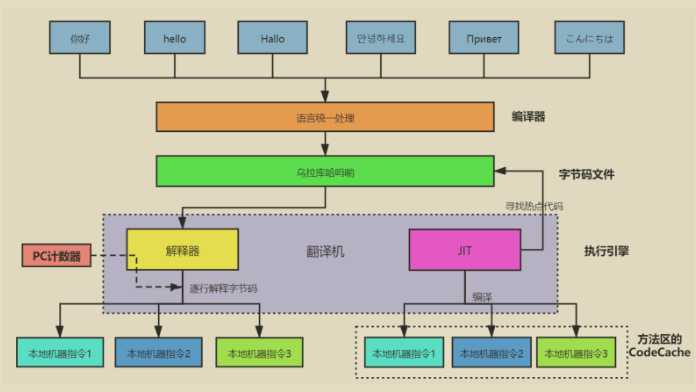 你好
hello
Hallo
안녕하세요
Привет
こんにちは
语言统一处理
编译器
乌拉库哈吗哟
字节码文件
寻找热点代码
解释器
翻译机
JIT
执行引擎
PC计数器
逐行解释字节码
编译
本地机器指令1
本地机器指令2
本地机器指令3
本地机器指令1
本地机器指令2
本地机器指令3
方法区的
CodeCache